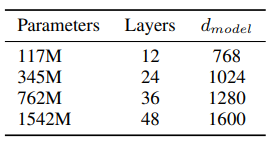 Parameters Layers d_model
117M 12 768
345M 24 1024
762M 36 1280
1542M 48 1600